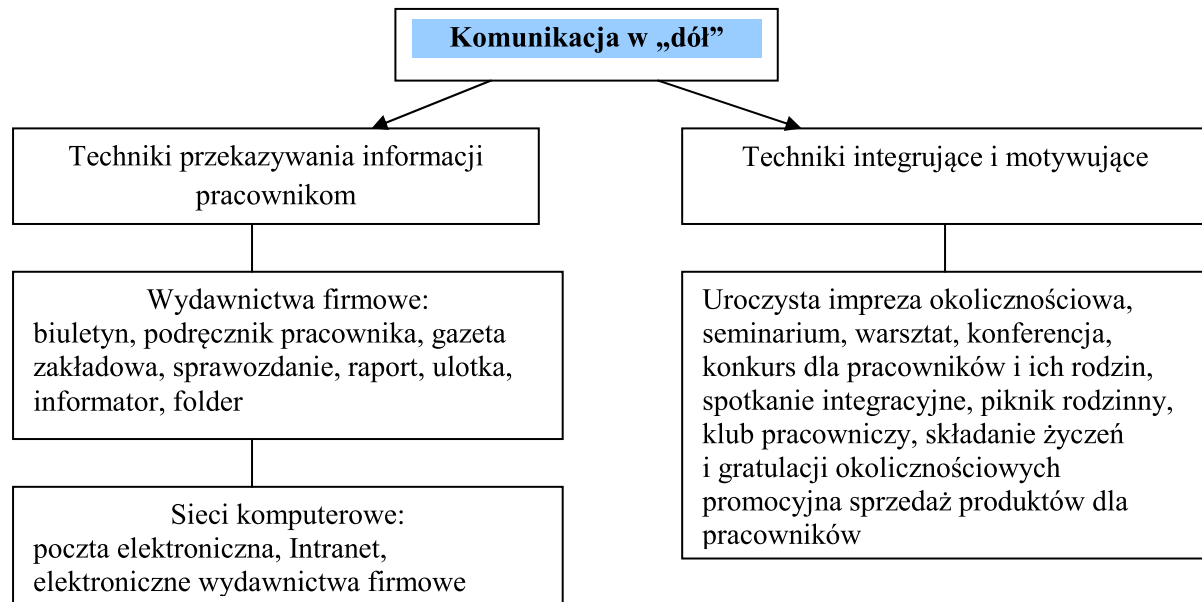 Komunikacja w „dół”
Techniki przekazywania informacji
pracownikom
Techniki integrujące i motywujące
Wydawnictwa firmowe:
biuletyn, podręcznik pracownika, gazeta
zakładowa, sprawozdanie, raport, ulotka,
informator, folder
Uroczysta impreza okolicznościowa,
seminarium, warsztat, konferencja,
konkurs dla pracowników i ich rodzin,
spotkanie integracyjne, piknik rodzinny,
klub pracowniczy, składanie życzeń
i gratulacji okolicznościowych
promocyjna sprzedaż produktów dla
pracowników
Sieci komputerowe:
poczta elektroniczna, Intranet,
elektroniczne wydawnictwa firmowe